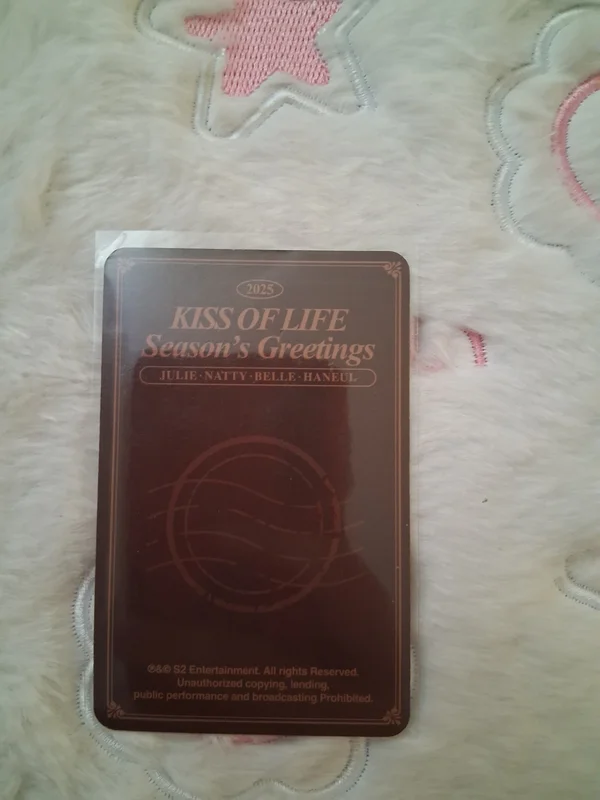 2025
KISS OF LIFE
Season's Greetings
JULIE·NATTY·BELLE·HANEUL
℗&© S2 Entertainment. All rights Reserved.
Unauthorized copying, lending,
public performance and broadcasting Prohibited.